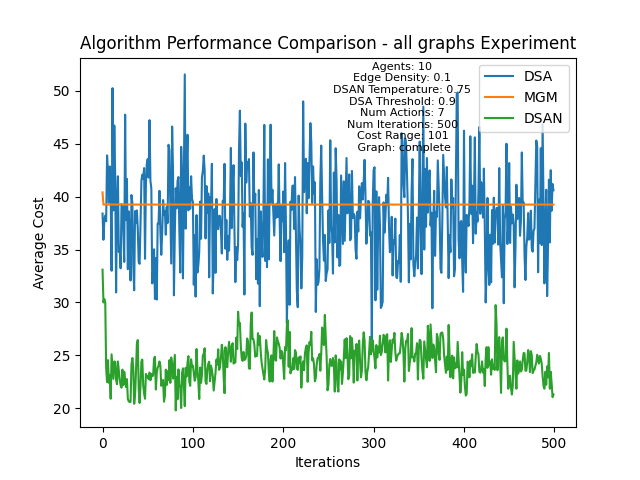 Algorithm Performance Comparison - all graphs Experiment
Agents: 10
Edge Density: 0.1
DSAN Temperature: 0.75
DSA Threshold: 0.9
Num Actions: 7
Num Iterations: 500
Cost Range: 101
Graph: complete
DSA
MGM
DSAN
Average Cost
50
45
40
35
30
25
20
0
100
200
300
400
500
Iterations